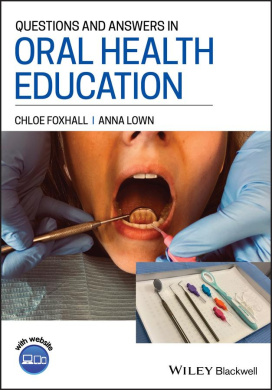 QUESTIONS AND ANSWERS IN
ORAL HEALTH
EDUCATION
CHLOE FOXHALL | ANNA LOWN
with website
WILEY Blackwell